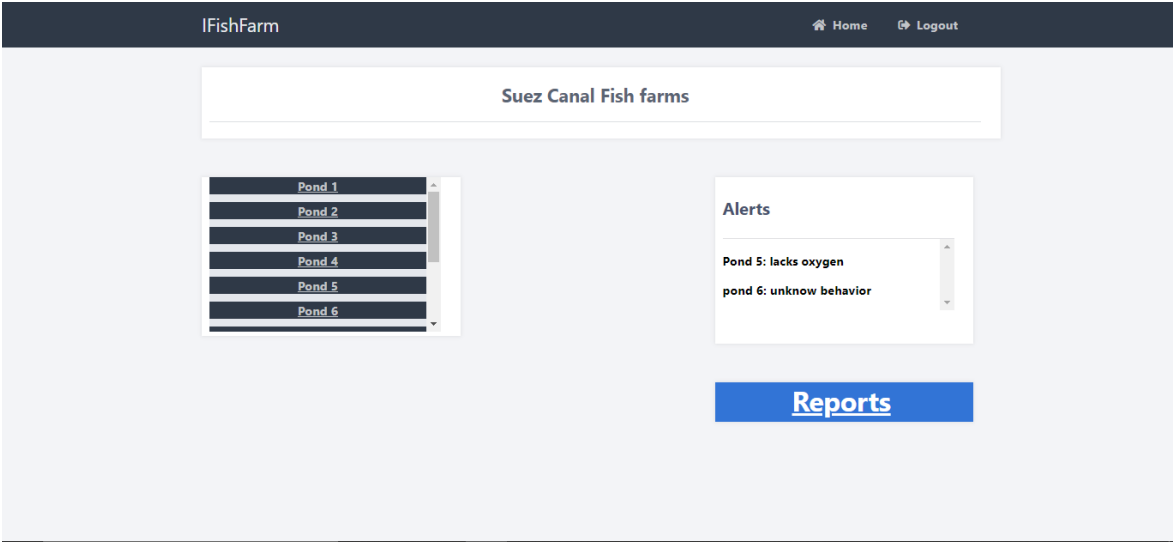 IFishFarm
Home
Logout
Suez Canal Fish farms
Pond 1
Pond 2
Pond 3
Pond 4
Pond 5
Pond 6
Alerts
Pond 5: lacks oxygen
pond 6: unknow behavior
Reports